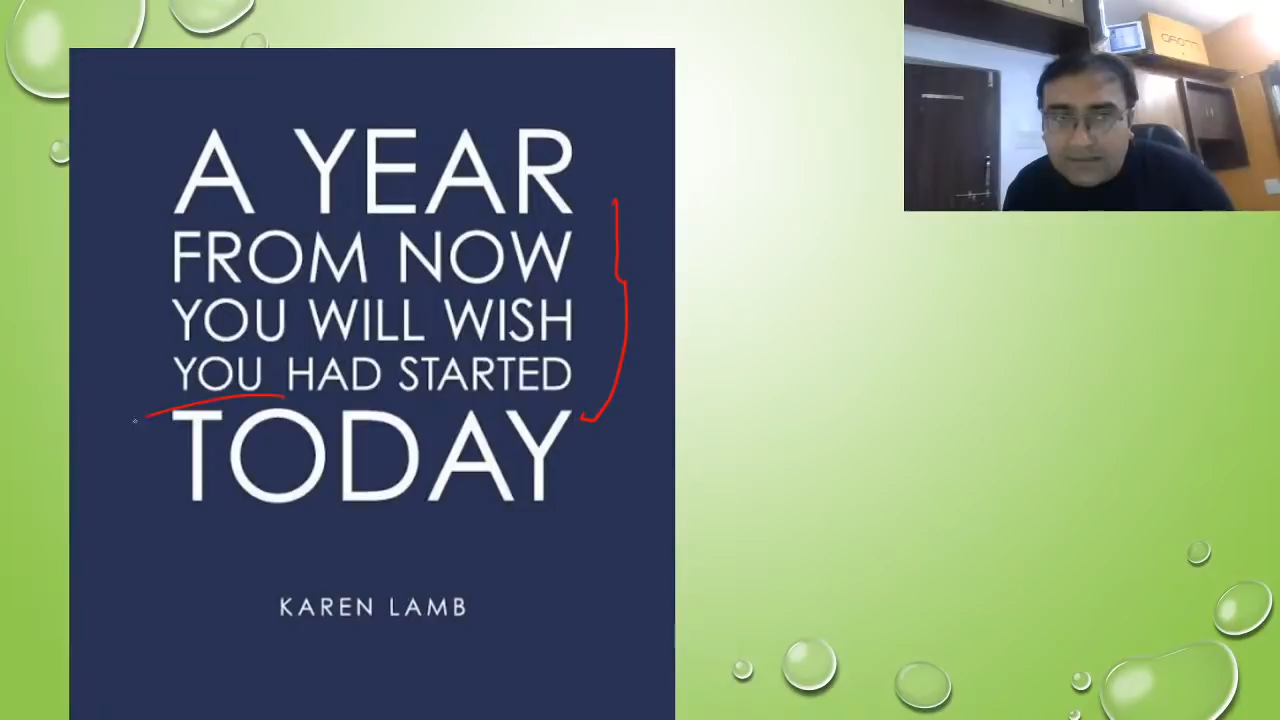 A YEAR
FROM NOW
YOU WILL WISH
YOU HAD STARTED
TODAY
KAREN LAMB